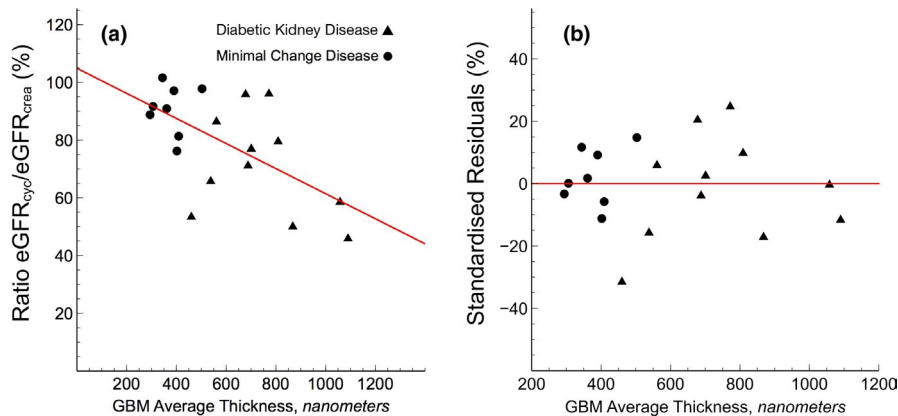 (a)
Diabetic Kidney Disease
Minimal Change Disease
Ratio eGFRcyc/eGFRcrea (%)
120
100
80
60
40
20
200 400 600 800 1000 1200
GBM Average Thickness, nanometers
(b)
Standardised Residuals (%)
40
20
0
−20
−40
200 400 600 800 1000 1200
GBM Average Thickness, nanometers